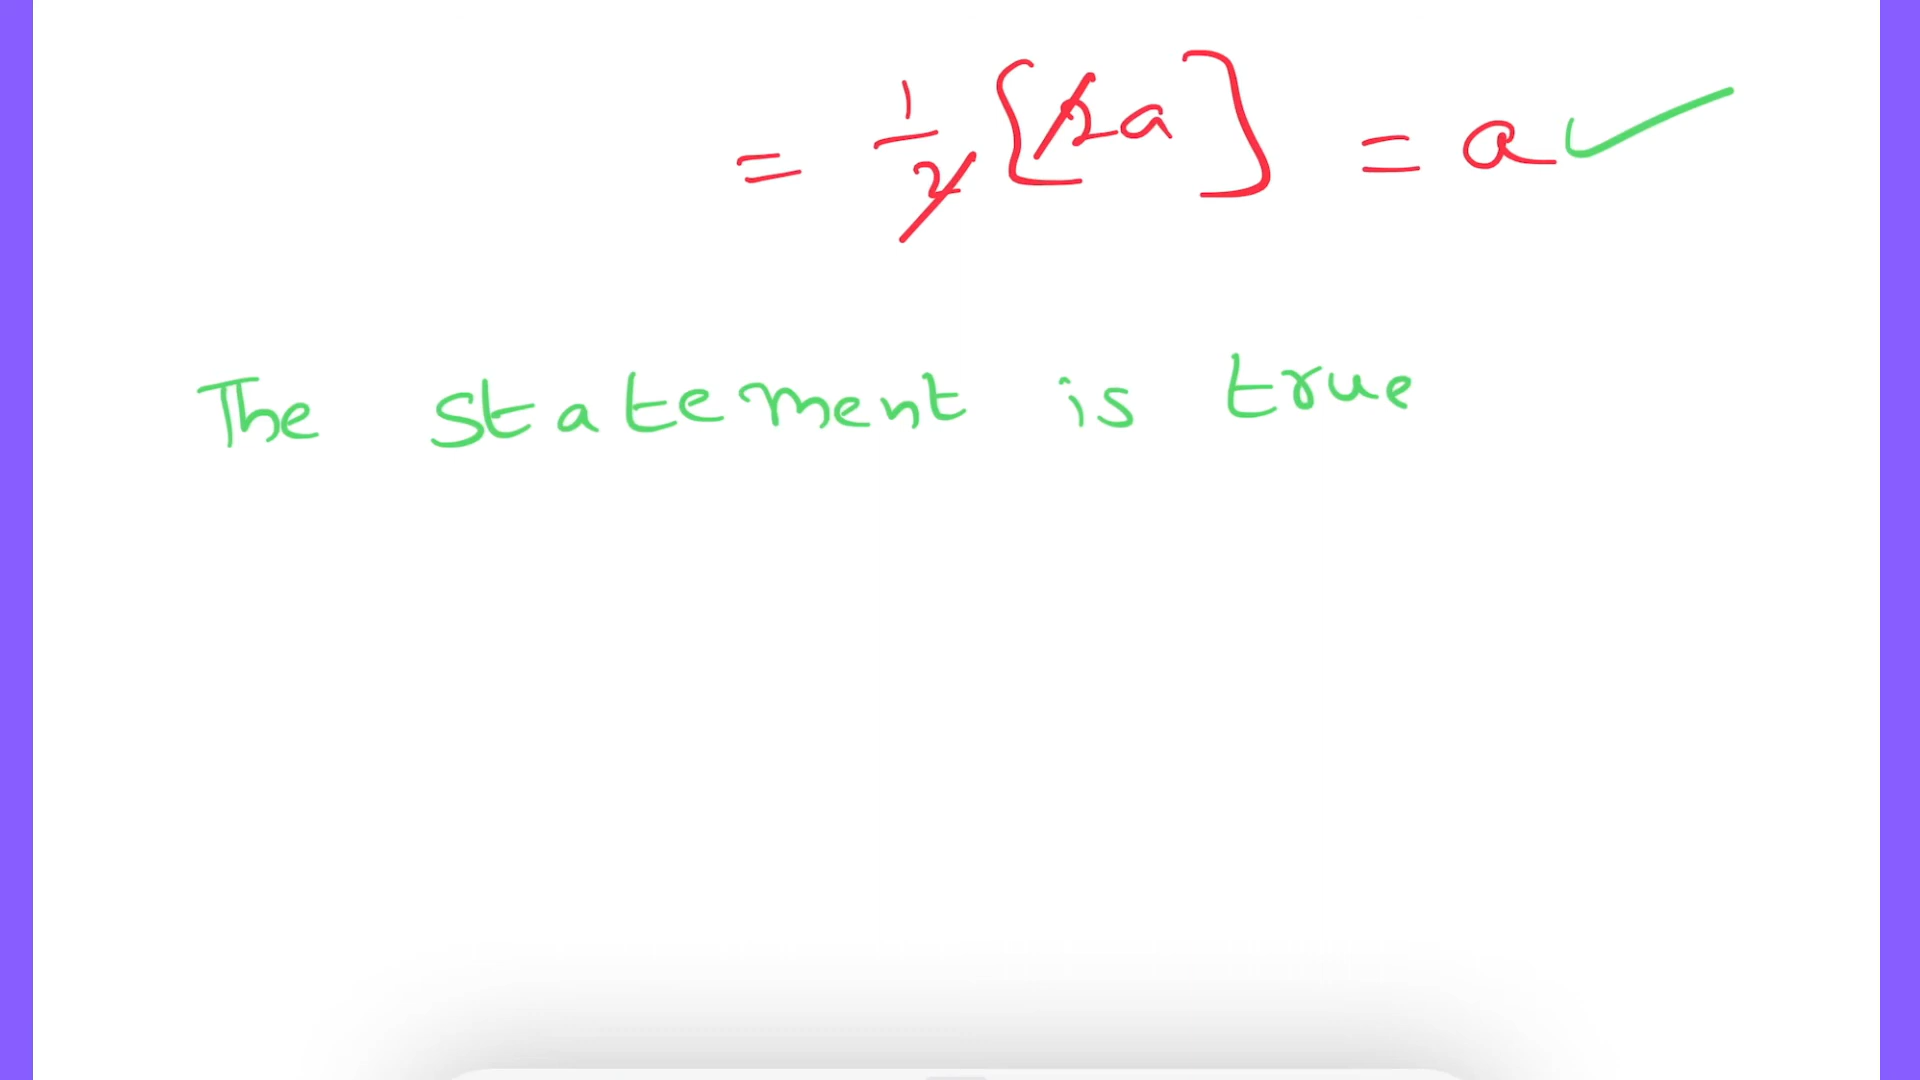 = 1/2 [2a] = a ✓
The statement is true